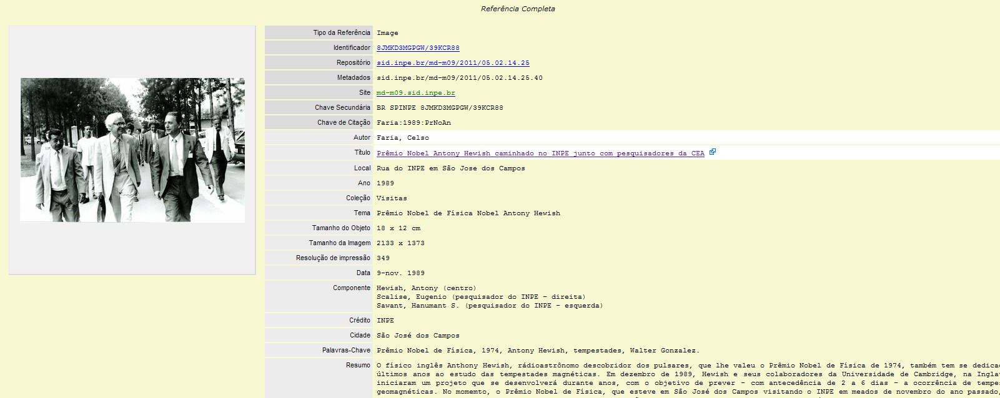 Referência Completa
Tipo da Referência Image
Identificador 8JMKD3MGPGW/39KCR88
Repositório sid.inpe.br/md-m09/2011/05.02.14.25
Metadados sid.inpe.br/md-m09/2011/05.02.14.25.40
Site md-m09.sid.inpe.br
Chave Secundária BR SPINPE 8JMKD3MGPGW/39KCR88
Chave de Citação Faria:1989:PrNoAn
Autor Faria, Celso
Título Prêmio Nobel Antony Hewish caminhado no INPE junto com pesquisadores da CEA
Local Rua do INPE em São Jose dos Campos
Ano 1989
Coleção Visitas
Tema Prêmio Nobel de Física Nobel Antony Hewish
Tamanho do Objeto 18 x 12 cm
Tamanho da Imagem 2133 x 1373
Resolução de impressão 349
Data 9-nov. 1989
Componente Hewish, Antony (centro)
Scalise, Eugenio (pesquisador do INPE - direita)
Sawant, Hanumant S. (pesquisador do INPE - esquerda)
Crédito INPE
Cidade São José dos Campos
Palavras-Chave Prêmio Nobel de Física, 1974, Antony Hewish, tempestades, Walter Gonzalez.
Resumo O físico inglês Anthony Hewish, rádioastrônomo descobridor dos pulsares, que lhe valeu o Prêmio Nobel de Física de 1974, também tem se dedica
últimos anos ao estudo das tempestades magnéticas. Em dezembro de 1989, Hewish e seus colaboradores da Universidade de Cambridge, na Ingla
iniciaram um projeto que se desenvolverá durante anos, com o objetivo de prever - com antecedência de 2 a 6 dias - a ocorrência de tempes
geomagnéticas. No momemto, o Prêmio Nobel de Física, que esteve em São José dos Campos visitando o INPE em meados de novembro do ano passado,